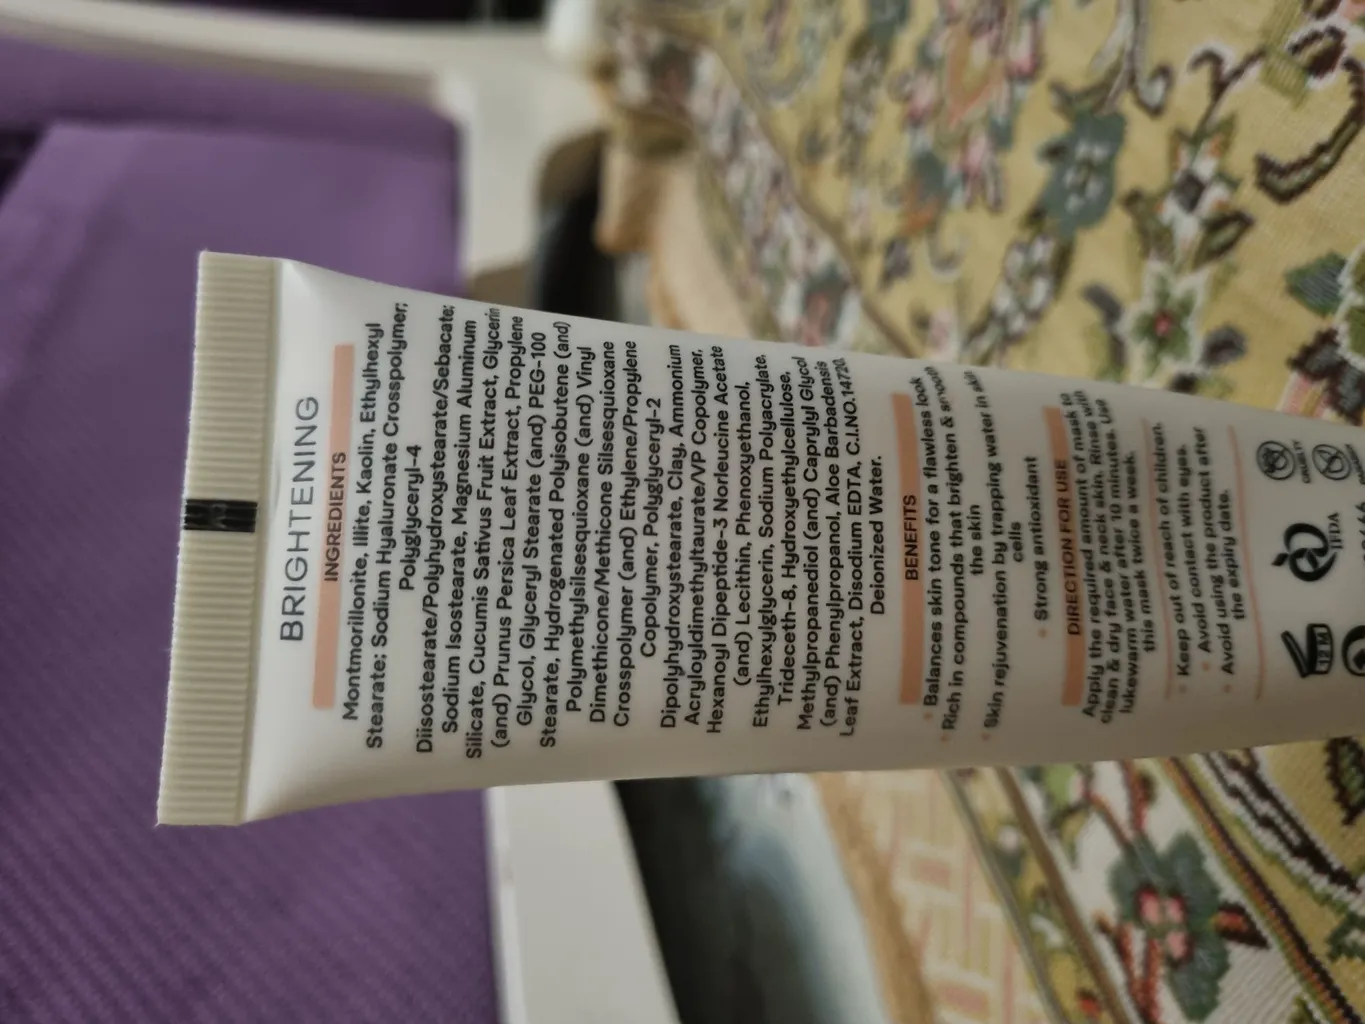 BRIGHTENING
INGREDIENTS
Montmorillonite, Illite, Kaolin, Ethylhexyl
Stearate; Sodium Hyaluronate Crosspolymer;
Polyglyceryl-4
Diisostearate/Polyhydroxystearate/Sebacate;
Sodium Isostearate, Magnesium Aluminum
Silicate, Cucumis Sativus Fruit Extract, Glycerin
(and) Prunus Persica Leaf Extract, Propylene
Glycol, Glyceryl Stearate (and) PEG-100
Stearate, Hydrogenated Polyisobutene (and)
Polymethylsilsesquioxane (and) Vinyl
Dimethicone/Methicone Silsesquioxane
Crosspolymer (and) Ethylene/Propylene
Copolymer, Polyglyceryl-2
Dipolyhydroxystearate, Clay, Ammonium
Acryloyldimethyltaurate/VP Copolymer,
Hexanoyl Dipeptide-3 Norleucine Acetate
(and) Lecithin, Phenoxyethanol,
Ethylhexylglycerin, Sodium Polyacrylate,
Trideceth-8, Hydroxyethylcellulose,
Methylpropanediol (and) Caprylyl Glycol
(and) Phenylpropanol, Aloe Barbadensis
Leaf Extract, Disodium EDTA, C.I.NO.14720,
Deionized Water.
BENEFITS
• Balances skin tone for a flawless look
• Rich in compounds that brighten & smooth
the skin
• Skin rejuvenation by trapping water in skin
cells
• Strong antioxidant
DIRECTION FOR USE
Apply the required amount of mask to
clean & dry face & neck skin. Rinse with
lukewarm water after 10 minutes. Use
this mask twice a week.
• Keep out of reach of children.
• Avoid contact with eyes.
• Avoid using the product after
the expiry date.
12 M
IFDA
CRUELTY